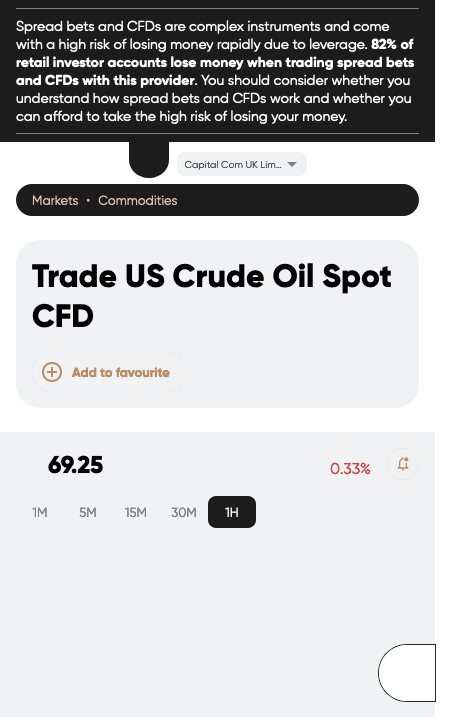 Spread bets and CFDs are complex instruments and come
with a high risk of losing money rapidly due to leverage. 82% of
retail investor accounts lose money when trading spread bets
and CFDs with this provider. You should consider whether you
understand how spread bets and CFDs work and whether you
can afford to take the high risk of losing your money.
Capital Com UK Lim...
Markets • Commodities
Trade US Crude Oil Spot
CFD
Add to favourite
69.25 0.33%
1M 5M 15M 30M 1H